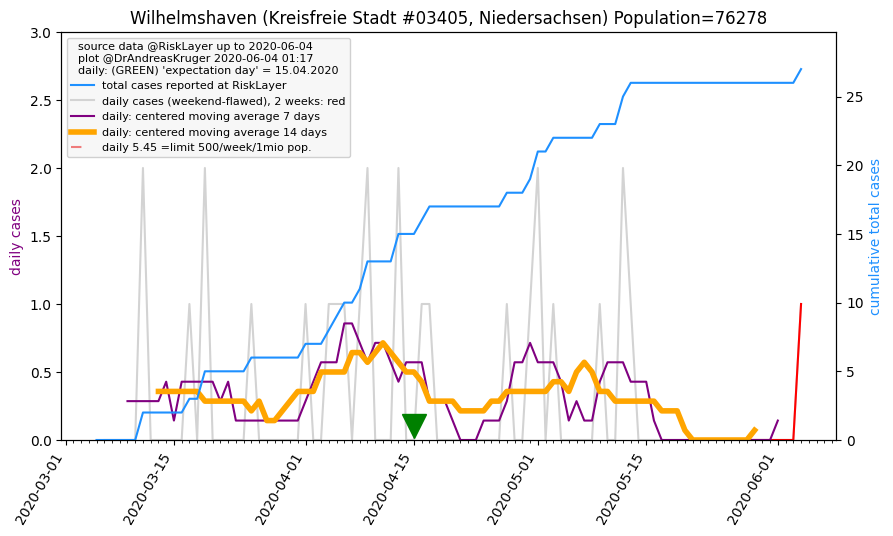 Wilhelmshaven (Kreisfreie Stadt #03405, Niedersachsen) Population=76278
source data @RiskLayer up to 2020-06-04
plot @DrAndreasKruger 2020-06-04 01:17
daily: (GREEN) 'expectation day' = 15.04.2020
total cases reported at RiskLayer
daily cases (weekend-flawed), 2 weeks: red
daily: centered moving average 7 days
daily: centered moving average 14 days
daily 5.45 =limit 500/week/1mio pop.
daily cases
3.0
2.5
2.0
1.5
1.0
0.5
0.0
25
20
15
10
5
0
cumulative total cases
2020-03-01
2020-03-15
2020-04-01
2020-04-15
2020-05-01
2020-05-15
2020-06-01